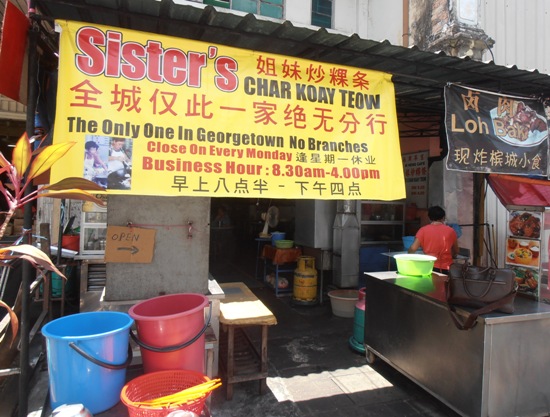 Sister's
姐妹炒粿条
CHAR KOAY TEOW
全城仅此一家绝无分行
The Only One In Georgetown No Branches
Close On Every Monday 逢星期一休业
Business Hour : 8.30am-4.00pm
早上八点半 - 下午四点
OPEN
卤肉
Loh Bak
现炸槟城小食